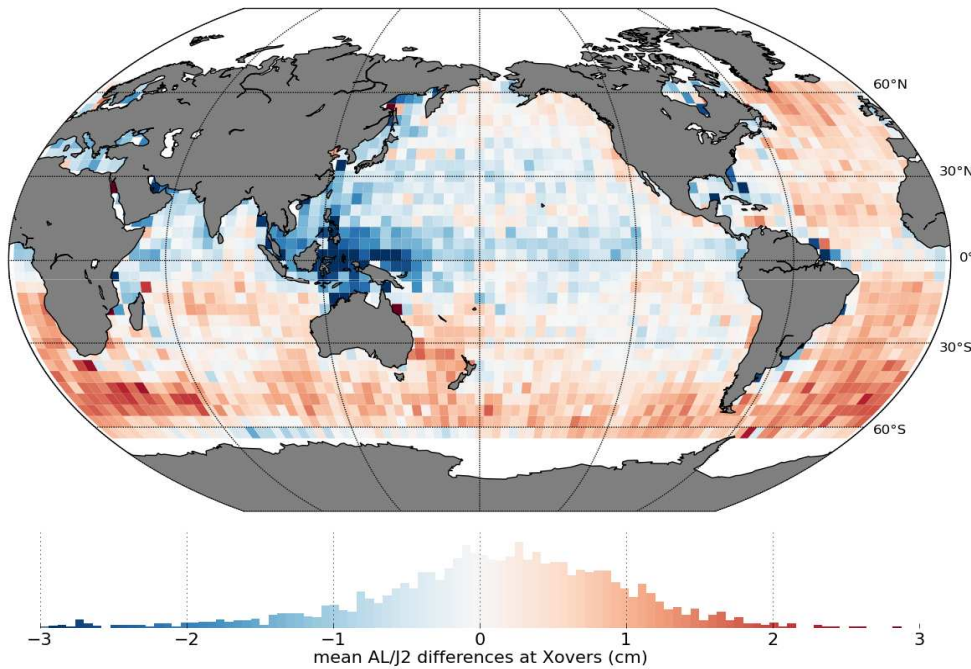 60°N
30°N
0°
30°S
60°S
−3 −2 −1 0 1 2 3
mean AL/J2 differences at Xovers (cm)